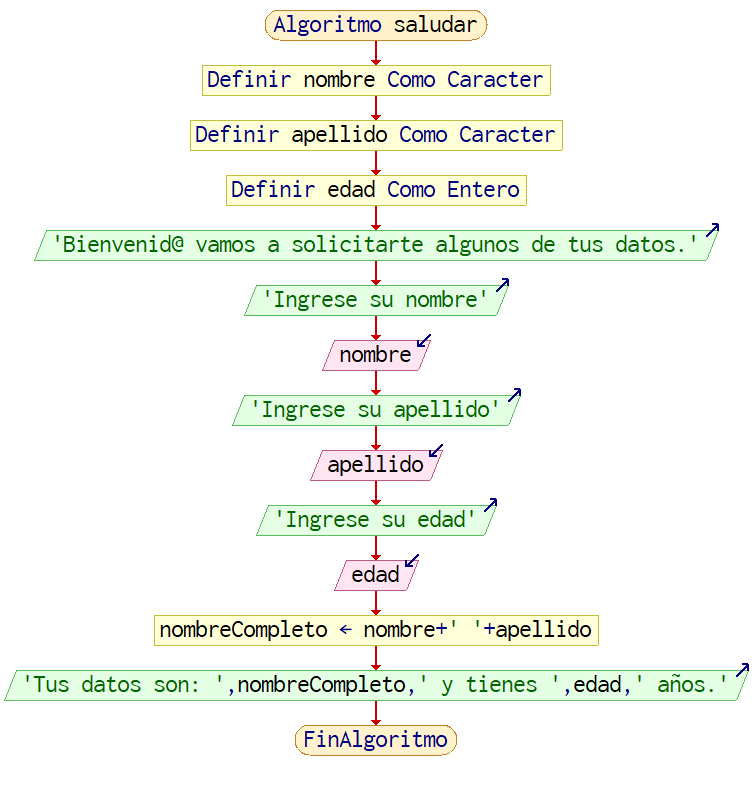 Algoritmo saludar
Definir nombre Como Caracter
Definir apellido Como Caracter
Definir edad Como Entero
'Bienvenid@ vamos a solicitarte algunos de tus datos.'
'Ingrese su nombre'
nombre
'Ingrese su apellido'
apellido
'Ingrese su edad'
edad
nombreCompleto ← nombre+' '+apellido
'Tus datos son: ',nombreCompleto,' y tienes ',edad,' años.'
FinAlgoritmo